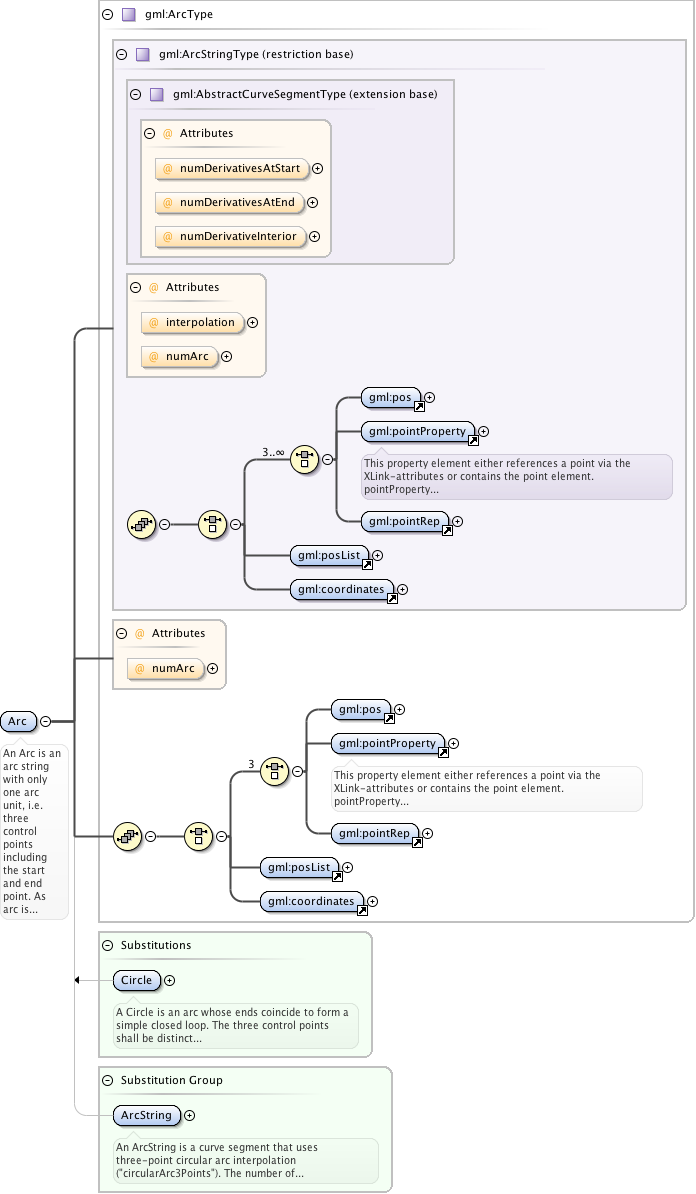 gml:ArcType
gml:ArcStringType (restriction base)
gml:AbstractCurveSegmentType (extension base)
@ Attributes
@ numDerivativesAtStart
@ numDerivativesAtEnd
@ numDerivativeInterior
@ Attributes
@ interpolation
@ numArc
gml:pos
3..∞
gml:pointProperty
This property element either references a point via the
XLink-attributes or contains the point element.
pointProperty...
gml:pointRep
gml:posList
gml:coordinates
@ Attributes
@ numArc
Arc
An Arc is an
arc string
with only
one arc
unit, i.e.
three
control
points
including
the start
and end
point. As
arc is...
gml:pos
3
gml:pointProperty
This property element either references a point via the
XLink-attributes or contains the point element.
pointProperty...
gml:pointRep
gml:posList
gml:coordinates
Substitutions
Circle
A Circle is an arc whose ends coincide to form a
simple closed loop. The three control points
shall be distinct...
Substitution Group
ArcString
An ArcString is a curve segment that uses
three-point circular arc interpolation
("circularArc3Points"). The number of...